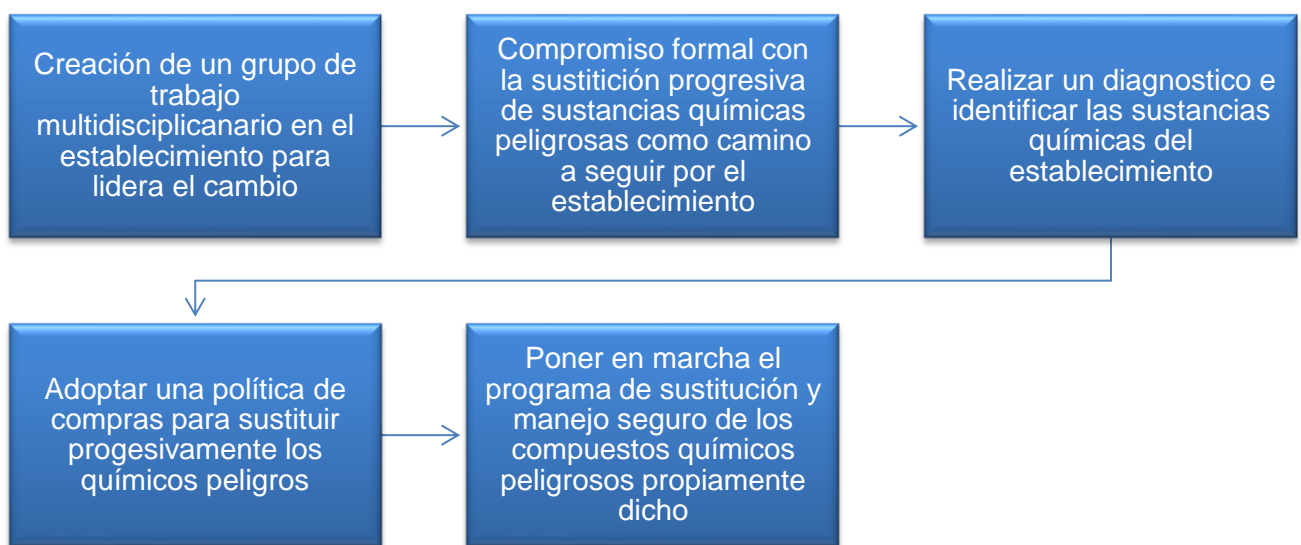 Creación de un grupo de
trabajo
multidisciplicanario en el
establecimiento para
lidera el cambio
Compromiso formal con
la sustitición progresiva
de sustancias químicas
peligrosas como camino
a seguir por el
establecimiento
Realizar un diagnostico e
identificar las sustancias
químicas del
establecimiento
Adoptar una política de
compras para sustituir
progesivamente los
químicos peligros
Poner en marcha el
programa de sustitución y
manejo seguro de los
compuestos químicos
peligrosos propiamente
dicho